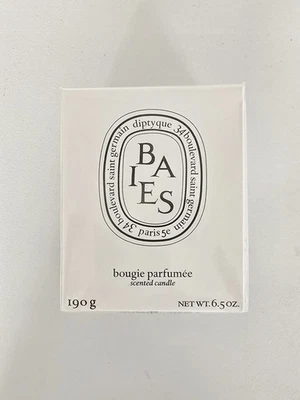 diptyque 34 boulevard saint germain paris 5e 34 boulevard saint germain
BA
IES
bougie parfumée
scented candle
190 g NET WT. 6.5 OZ.